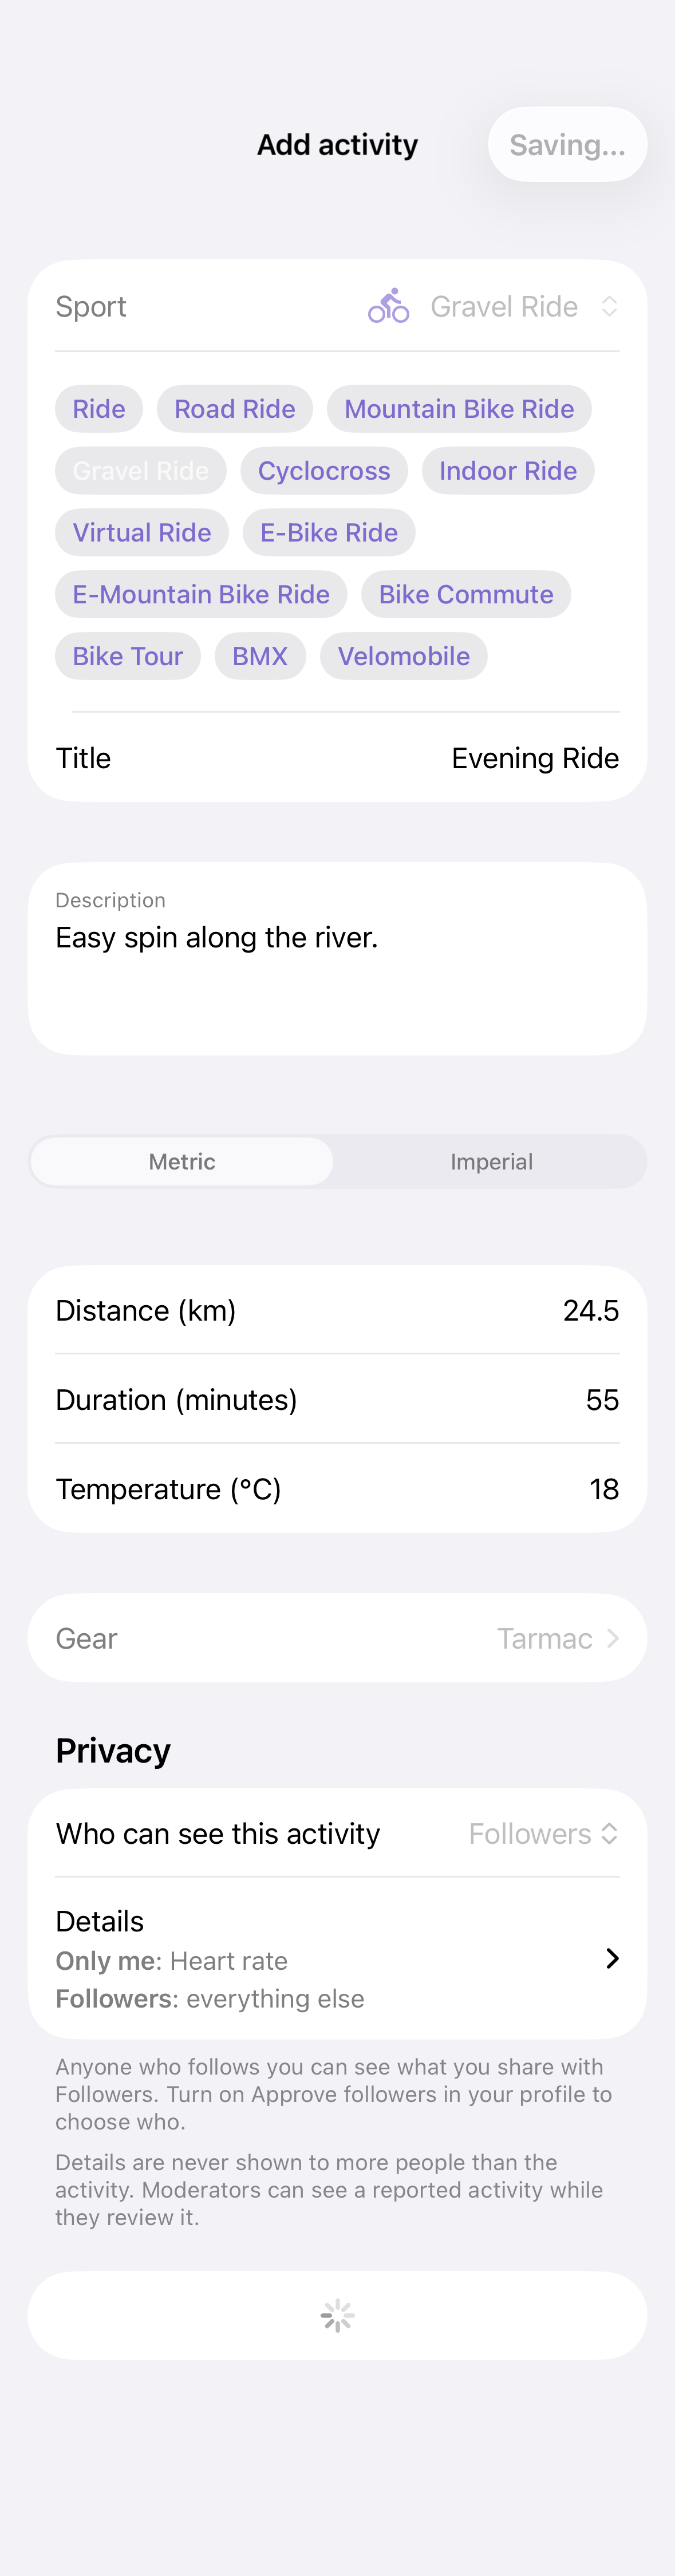 Add activity
Saving...
Sport
Gravel Ride
Ride
Road Ride
Mountain Bike Ride
Gravel Ride
Cyclocross
Indoor Ride
Virtual Ride
E-Bike Ride
E-Mountain Bike Ride
Bike Commute
Bike Tour
BMX
Velomobile
Title
Evening Ride
Description
Easy spin along the river.
Metric
Imperial
Distance (km)
24.5
Duration (minutes)
55
Temperature (°C)
18
Gear
Tarmac
Privacy
Who can see this activity
Followers
Details
Only me: Heart rate
Followers: everything else
Anyone who follows you can see what you share with
Followers. Turn on Approve followers in your profile to
choose who.
Details are never shown to more people than the
activity. Moderators can see a reported activity while
they review it.